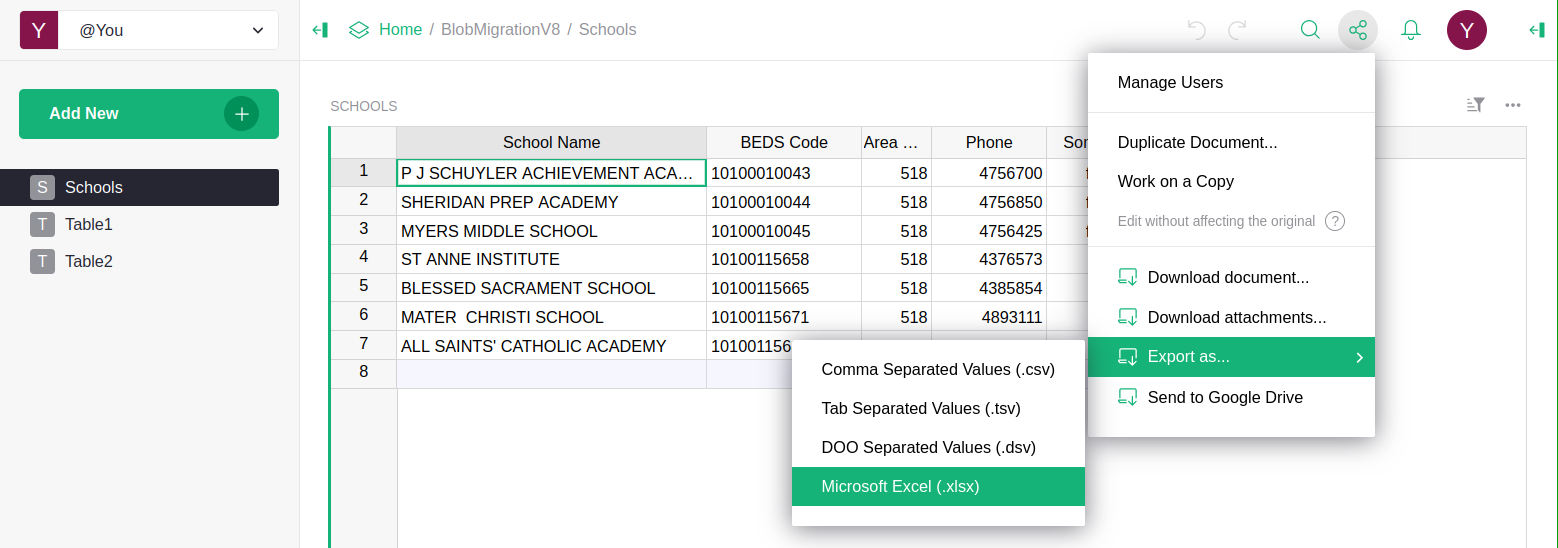 Y @You
Home / BlobMigrationV8 / Schools
Y
Add New
S Schools
T Table1
T Table2
SCHOOLS
School Name BEDS Code Area ... Phone
1 P J SCHUYLER ACHIEVEMENT ACA... 10100010043 518 4756700
2 SHERIDAN PREP ACADEMY 10100010044 518 4756850
3 MYERS MIDDLE SCHOOL 10100010045 518 4756425
4 ST ANNE INSTITUTE 10100115658 518 4376573
5 BLESSED SACRAMENT SCHOOL 10100115665 518 4385854
6 MATER CHRISTI SCHOOL 10100115671 518 4893111
7 ALL SAINTS' CATHOLIC ACADEMY
8
Manage Users
Duplicate Document...
Work on a Copy
Edit without affecting the original ?
Download document...
Download attachments...
Export as...
Send to Google Drive
Comma Separated Values (.csv)
Tab Separated Values (.tsv)
DOO Separated Values (.dsv)
Microsoft Excel (.xlsx)